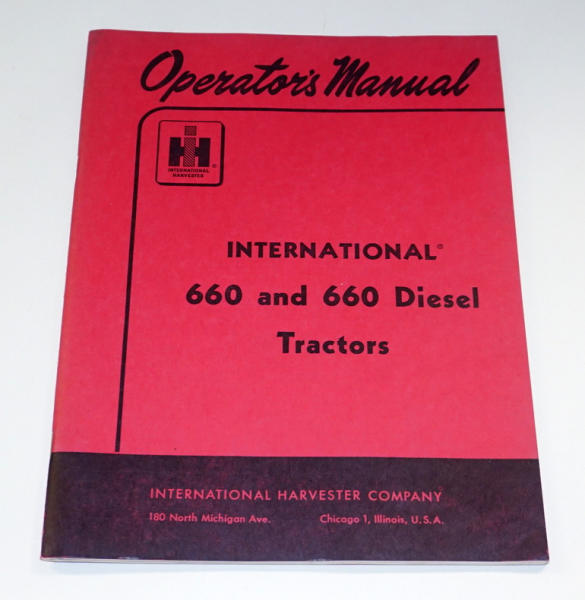 Operator's Manual
IH
INTERNATIONAL
HARVESTER ®
INTERNATIONAL®
660 and 660 Diesel
Tractors
INTERNATIONAL HARVESTER COMPANY
180 North Michigan Ave. Chicago 1, Illinois, U.S.A.